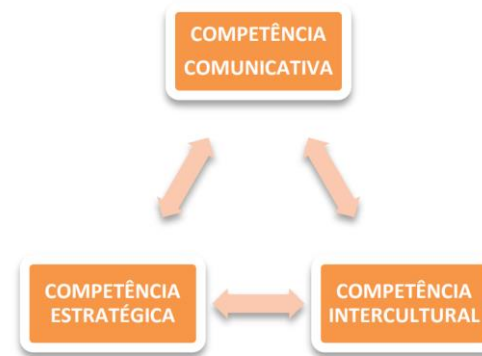 COMPETÊNCIA
COMUNICATIVA
COMPETÊNCIA
ESTRATÉGICA
COMPETÊNCIA
INTERCULTURAL